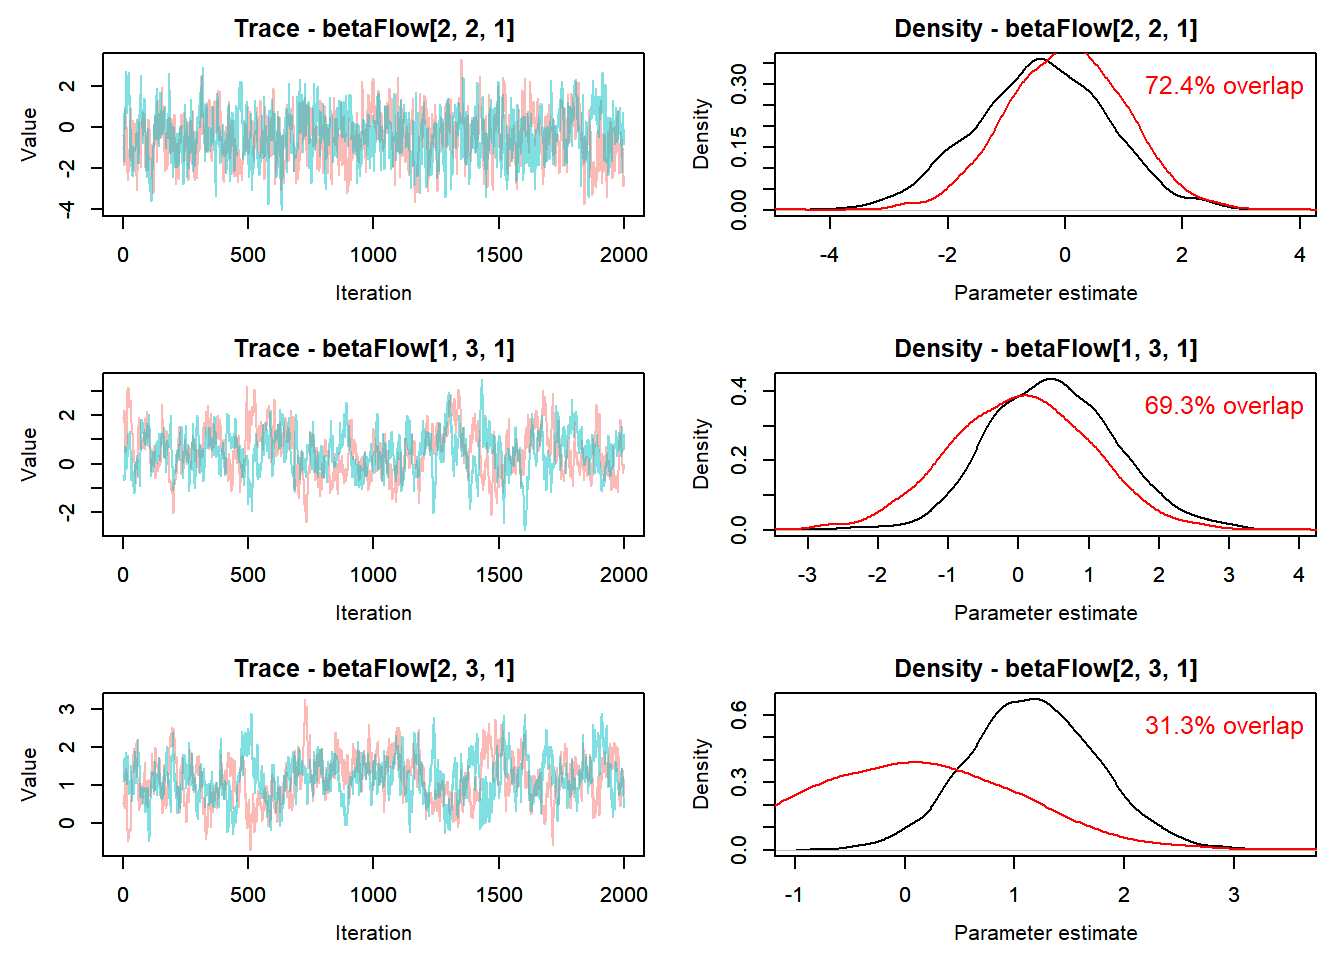 Trace - betaFlow[2, 2, 1]
Value
2
0
-2
-4
0 500 1000 1500 2000
Iteration
Density - betaFlow[2, 2, 1]
Density
0.30
0.15
0.00
72.4% overlap
-4 -2 0 2 4
Parameter estimate
Trace - betaFlow[1, 3, 1]
Value
2
0
-2
0 500 1000 1500 2000
Iteration
Density - betaFlow[1, 3, 1]
Density
0.4
0.2
0.0
69.3% overlap
-3 -2 -1 0 1 2 3 4
Parameter estimate
Trace - betaFlow[2, 3, 1]
Value
3
2
1
0
0 500 1000 1500 2000
Iteration
Density - betaFlow[2, 3, 1]
Density
0.6
0.3
0.0
31.3% overlap
-1 0 1 2 3
Parameter estimate